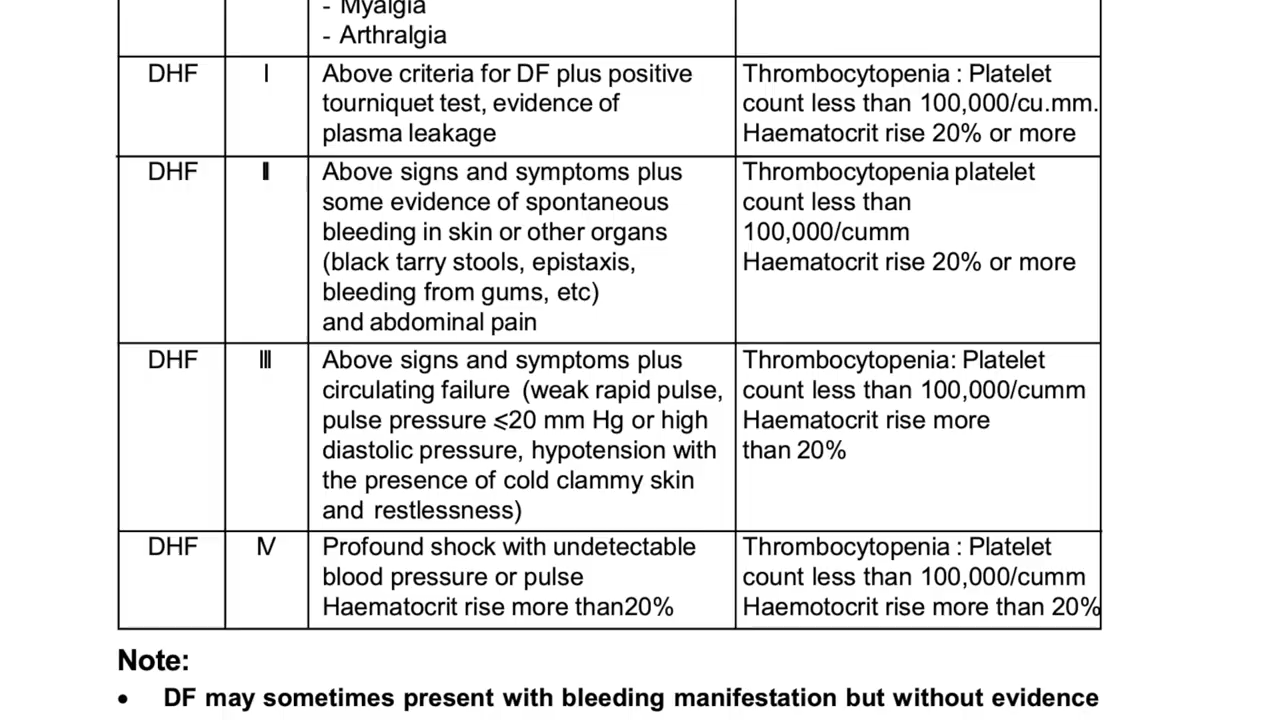 - Myalgia
- Arthralgia
DHF
I
Above criteria for DF plus positive
tourniquet test, evidence of
plasma leakage
Thrombocytopenia : Platelet
count less than 100,000/cu.mm.
Haematocrit rise 20% or more
DHF
II
Above signs and symptoms plus
some evidence of spontaneous
bleeding in skin or other organs
(black tarry stools, epistaxis,
bleeding from gums, etc)
and abdominal pain
Thrombocytopenia platelet
count less than
100,000/cumm
Haematocrit rise 20% or more
DHF
III
Above signs and symptoms plus
circulating failure (weak rapid pulse,
pulse pressure ⩽20 mm Hg or high
diastolic pressure, hypotension with
the presence of cold clammy skin
and restlessness)
Thrombocytopenia: Platelet
count less than 100,000/cumm
Haematocrit rise more
than 20%
DHF
IV
Profound shock with undetectable
blood pressure or pulse
Haematocrit rise more than20%
Thrombocytopenia : Platelet
count less than 100,000/cumm
Haemotocrit rise more than 20%
Note:
• DF may sometimes present with bleeding manifestation but without evidence